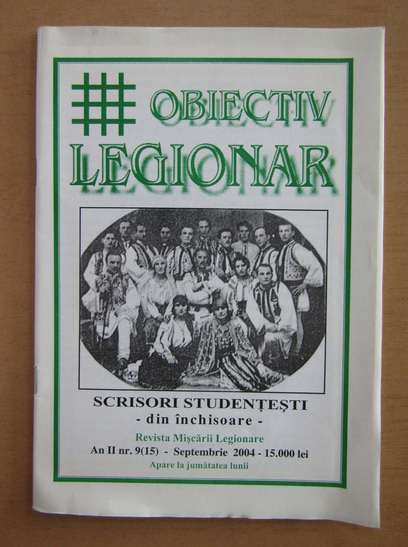 OBIECTIV
LEGIONAR
SCRISORI STUDENȚEȘTI
- din închisoare -
Revista Mișcării Legionare
An II nr. 9(15) - Septembrie 2004 - 15.000 lei
Apare la jumătatea lunii